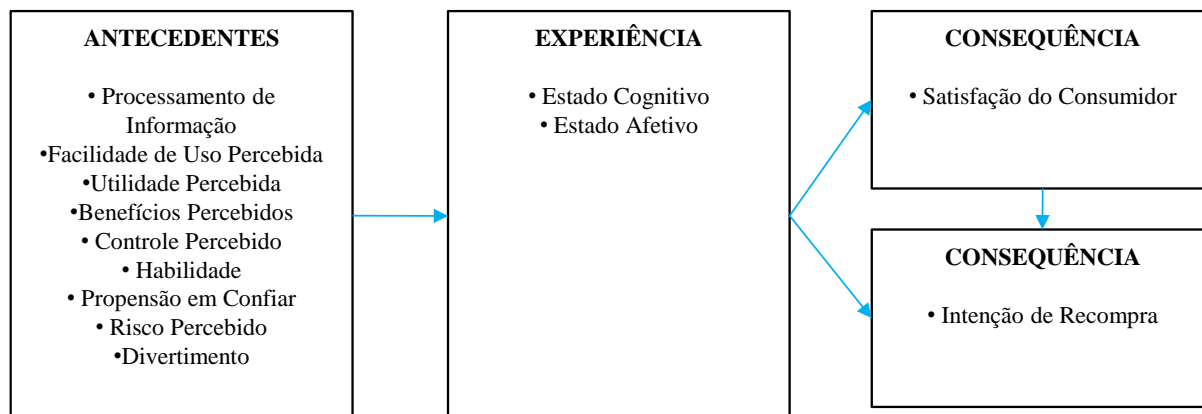 ANTECEDENTES
• Processamento de
Informação
•Facilidade de Uso Percebida
•Utilidade Percebida
•Benefícios Percebidos
• Controle Percebido
• Habilidade
• Propensão em Confiar
• Risco Percebido
•Divertimento
EXPERIÊNCIA
• Estado Cognitivo
• Estado Afetivo
CONSEQUÊNCIA
• Satisfação do Consumidor
CONSEQUÊNCIA
• Intenção de Recompra